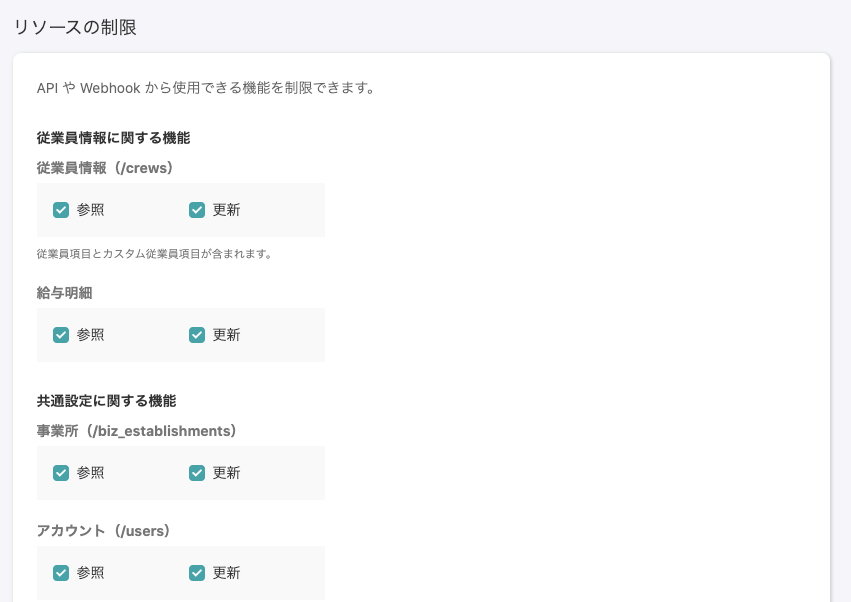 リソースの制限
API や Webhook から使用できる機能を制限できます。
従業員情報に関する機能
従業員情報（/crews）
参照 更新
従業員項目とカスタム従業員項目が含まれます。
給与明細
参照 更新
共通設定に関する機能
事業所（/biz_establishments）
参照 更新
アカウント（/users）
参照 更新